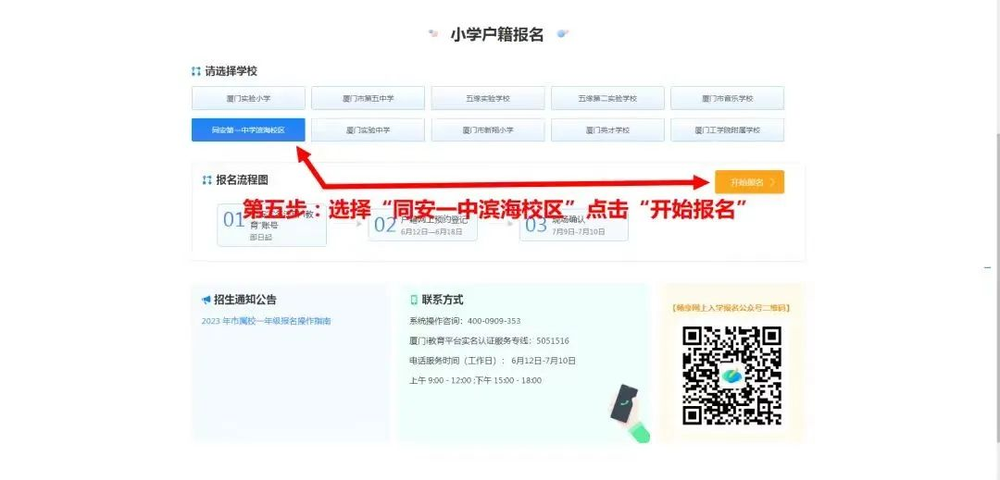 小学户籍报名
请选择学校
厦门实验小学
厦门市第五中学
五缘实验学校
五缘第二实验学校
厦门市音乐学校
同安第一中学滨海校区
厦门实验中学
厦门市新翔小学
厦门英才学校
厦门工学院附属学校
报名流程图
开始报名
第五步：选择“同安一中滨海校区”点击“开始报名”
01
育”账号
即日起
02
户籍网上预约登记
6月12日—6月18日
03
现场确认
7月9日-7月10日
招生通知公告
2023 年市属校一年级报名操作指南
联系方式
系统操作咨询：400-0909-353
厦门i教育平台实名认证服务专线：5051516
电话服务时间（工作日）： 6月12日-7月10日
上午 9:00 - 12:00 :下午 15:00 - 18:00
【畅享网上入学报名公众号二维码】